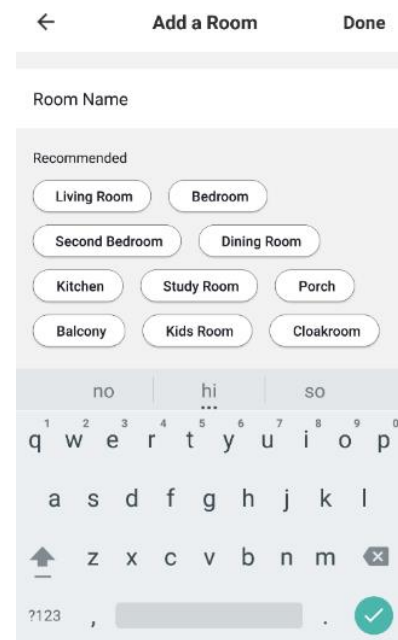 Add a Room Done
Room Name
Recommended
Living Room Bedroom
Second Bedroom Dining Room
Kitchen Study Room Porch
Balcony Kids Room Cloakroom
no hi so
1 2 3 4 5 6 7 8 9 0
q w e r t y u i o p
a s d f g h j k l
z x c v b n m
?123 , .